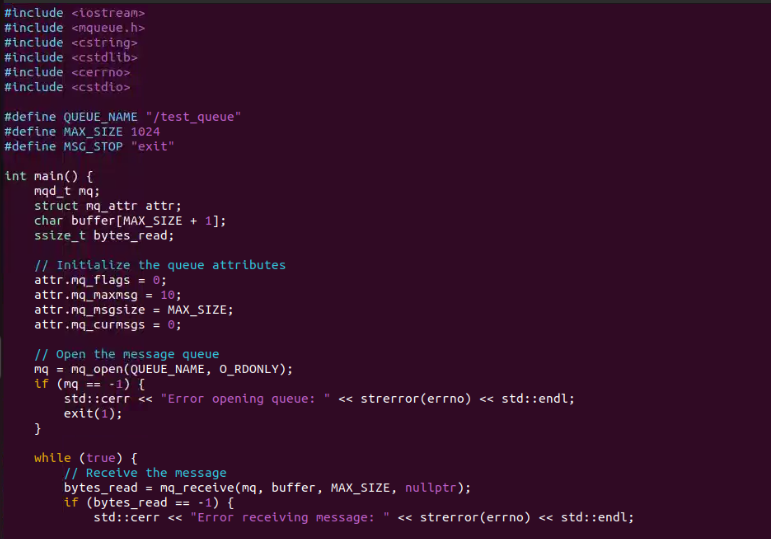 #include <iostream>
#include <mqueue.h>
#include <cstring>
#include <cstdlib>
#include <cerrno>
#include <cstdio>
#define QUEUE_NAME "/test_queue"
#define MAX_SIZE 1024
#define MSG_STOP "exit"
int main() {
mqd_t mq;
struct mq_attr attr;
char buffer[MAX_SIZE + 1];
ssize_t bytes_read;
// Initialize the queue attributes
attr.mq_flags = 0;
attr.mq_maxmsg = 10;
attr.mq_msgsize = MAX_SIZE;
attr.mq_curmsgs = 0;
// Open the message queue
mq = mq_open(QUEUE_NAME, O_RDONLY);
if (mq == -1) {
std::cerr << "Error opening queue: " << strerror(errno) << std::endl;
exit(1);
}
while (true) {
// Receive the message
bytes_read = mq_receive(mq, buffer, MAX_SIZE, nullptr);
if (bytes_read == -1) {
std::cerr << "Error receiving message: " << strerror(errno) << std::endl;